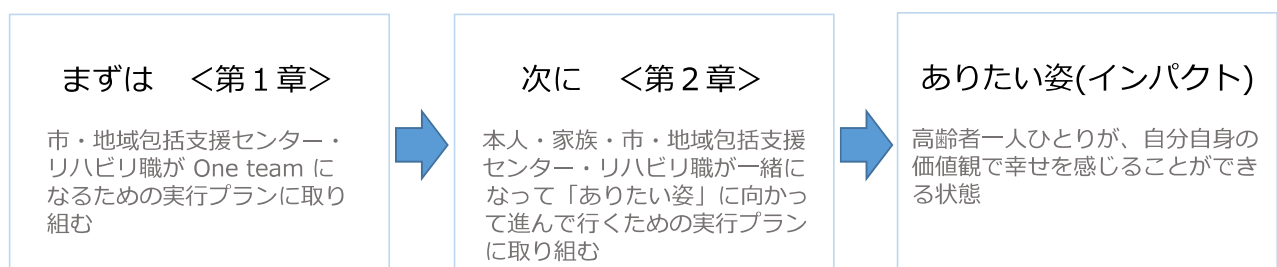 まずは　＜第１章＞
市・地域包括支援センター・
リハビリ職が One team に
なるための実行プランに取り
組む
次に　＜第２章＞
本人・家族・市・地域包括支援
センター・リハビリ職が一緒に
なって「ありたい姿」に向かっ
て進んで行くための実行プラン
に取り組む
ありたい姿(インパクト)
高齢者一人ひとりが、自分自身の
価値観で幸せを感じることができ
る状態